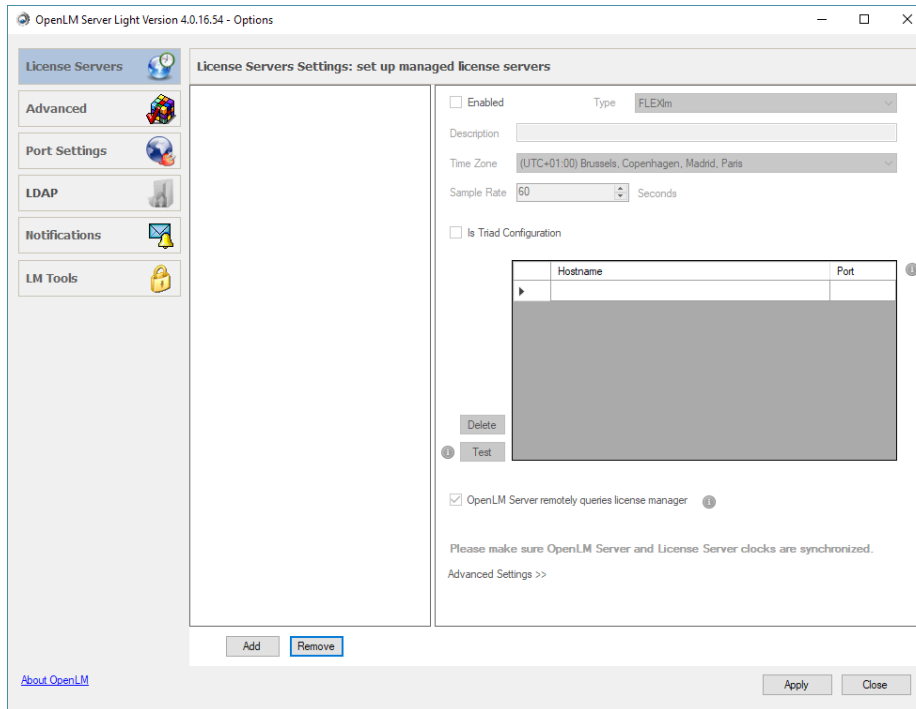 OpenLM Server Light Version 4.0.16.54 - Options
License Servers
Advanced
Port Settings
LDAP
Notifications
LM Tools
License Servers Settings: set up managed license servers
Enabled Type FLEXlm
Description
Time Zone (UTC+01:00) Brussels, Copenhagen, Madrid, Paris
Sample Rate 60 Seconds
Is Triad Configuration
Hostname Port
Delete
Test
OpenLM Server remotely queries license manager
Please make sure OpenLM Server and License Server clocks are synchronized.
Advanced Settings >>
Add Remove
About OpenLM
Apply Close